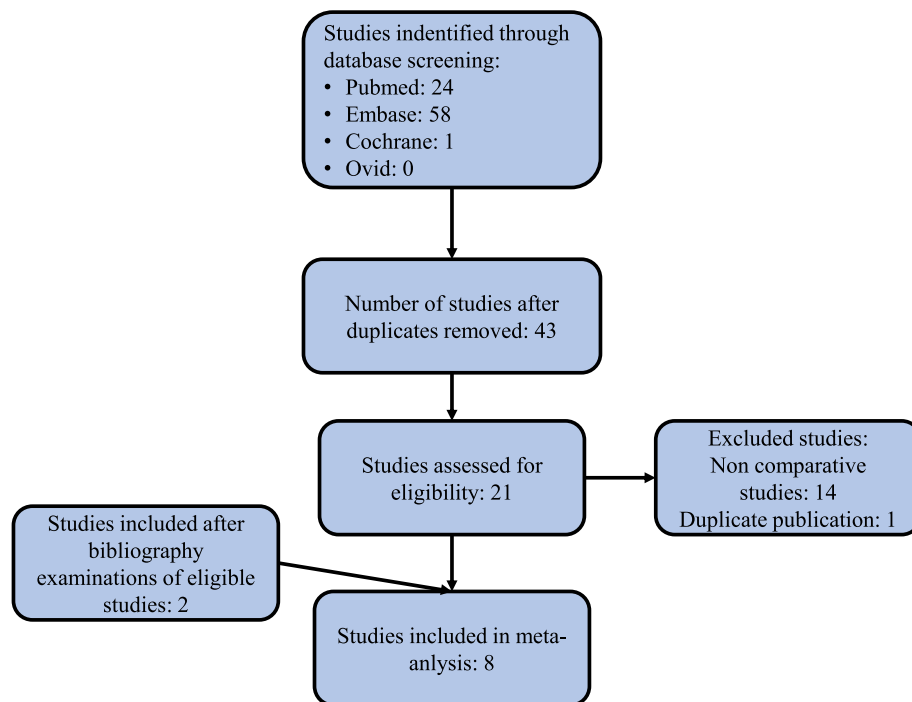 Studies indentified through
database screening:
• Pubmed: 24
• Embase: 58
• Cochrane: 1
• Ovid: 0
Number of studies after
duplicates removed: 43
Studies assessed for
eligibility: 21
Excluded studies:
Non comparative
studies: 14
Duplicate publication: 1
Studies included after
bibliography
examinations of eligible
studies: 2
Studies included in meta-
anlysis: 8